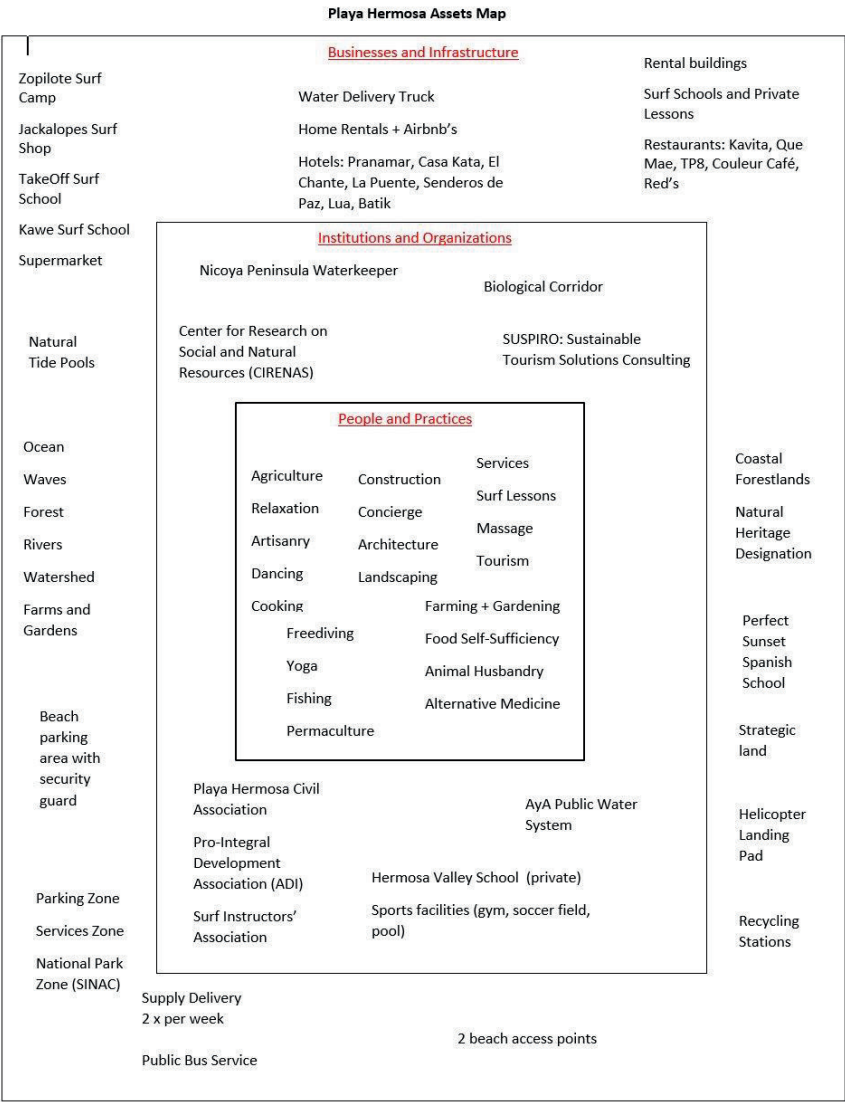 Playa Hermosa Assets Map
Businesses and Infrastructure
Zopilote Surf
Camp
Jackalopes Surf
Shop
TakeOff Surf
School
Kawe Surf School
Supermarket
Water Delivery Truck
Home Rentals + Airbnb’s
Hotels: Pranamar, Casa Kata, El
Chante, La Puente, Senderos de
Paz, Lua, Batik
Rental buildings
Surf Schools and Private
Lessons
Restaurants: Kavita, Que
Mae, TP8, Couleur Café,
Red’s
Natural
Tide Pools
Ocean
Waves
Forest
Rivers
Watershed
Farms and
Gardens
Beach
parking
area with
security
guard
Parking Zone
Services Zone
National Park
Zone (SINAC)
Institutions and Organizations
Nicoya Peninsula Waterkeeper
Biological Corridor
Center for Research on
Social and Natural
Resources (CIRENAS)
SUSPIRO: Sustainable
Tourism Solutions Consulting
People and Practices
Agriculture
Relaxation
Artisanry
Dancing
Cooking
Construction
Concierge
Architecture
Landscaping
Services
Surf Lessons
Massage
Tourism
Freediving
Yoga
Fishing
Permaculture
Farming + Gardening
Food Self-Sufficiency
Animal Husbandry
Alternative Medicine
Playa Hermosa Civil
Association
Pro-Integral
Development
Association (ADI)
Surf Instructors’
Association
AyA Public Water
System
Hermosa Valley School (private)
Sports facilities (gym, soccer field,
pool)
Coastal
Forestlands
Natural
Heritage
Designation
Perfect
Sunset
Spanish
School
Strategic
land
Helicopter
Landing
Pad
Recycling
Stations
Supply Delivery
2 x per week
Public Bus Service
2 beach access points